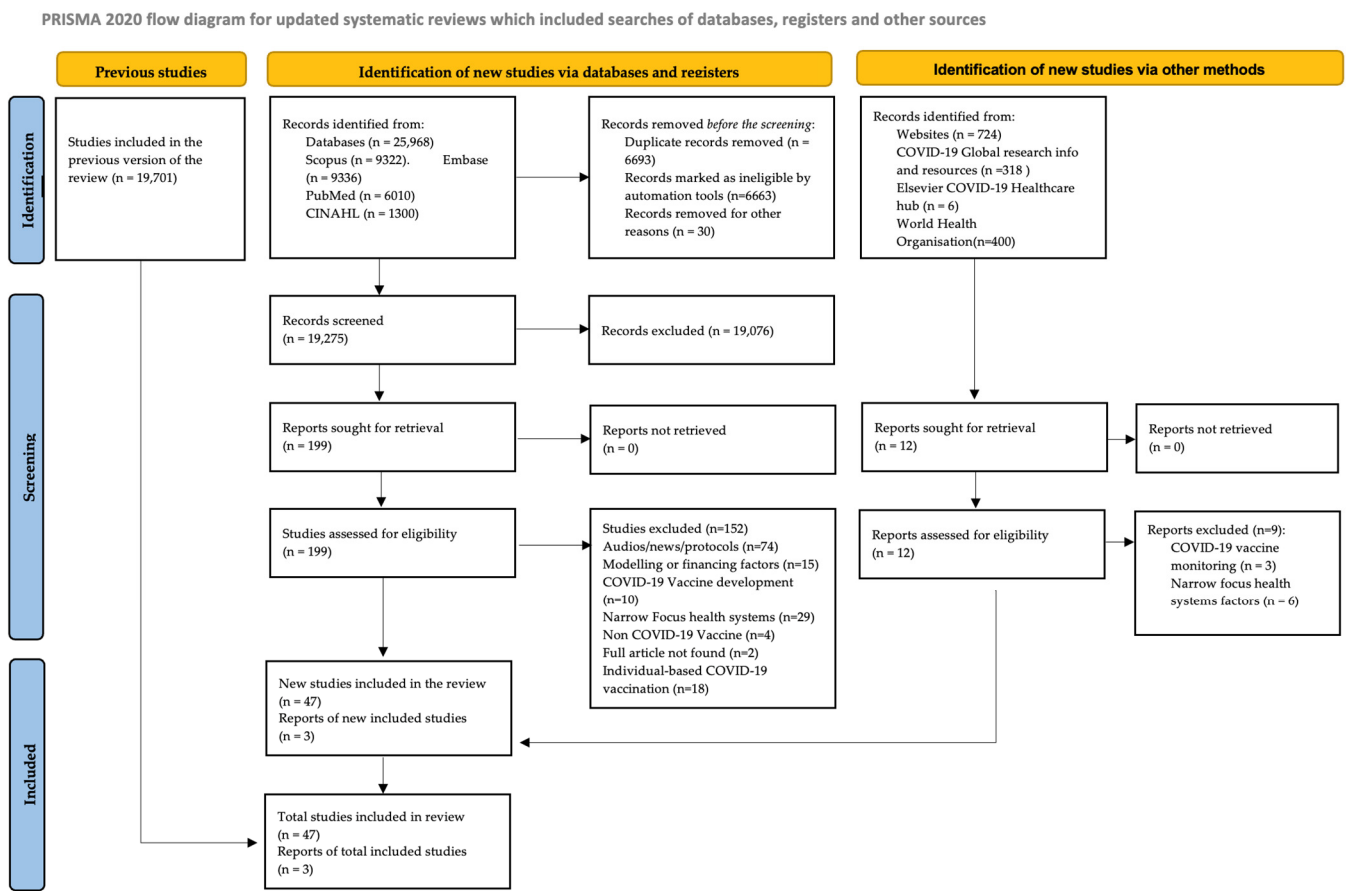 PRISMA 2020 flow diagram for updated systematic reviews which included searches of databases, registers and other sources
Previous studies
Identification of new studies via databases and registers
Identification of new studies via other methods
Identification
Studies included in the
previous version of the
review (n = 19,701)
Records identified from:
Databases (n = 25,968)
Scopus (n = 9322). Embase
(n = 9336)
PubMed (n = 6010)
CINAHL (n = 1300)
Records removed before the screening:
Duplicate records removed (n =
6693)
Records marked as ineligible by
automation tools (n=6663)
Records removed for other
reasons (n = 30)
Records identified from:
Websites (n = 724)
COVID-19 Global research info
and resources (n =318 )
Elsevier COVID-19 Healthcare
hub (n = 6)
World Health
Organisation(n=400)
Screening
Records screened
(n = 19,275)
Records excluded (n = 19,076)
Reports sought for retrieval
(n = 199)
Reports not retrieved
(n = 0)
Reports sought for retrieval
(n = 12)
Reports not retrieved
(n = 0)
Studies assessed for eligibility
(n = 199)
Studies excluded (n=152)
Audios/news/protocols (n=74)
Modelling or financing factors (n=15)
COVID-19 Vaccine development
(n=10)
Narrow Focus health systems (n=29)
Non COVID-19 Vaccine (n=4)
Full article not found (n=2)
Individual-based COVID-19
vaccination (n=18)
Reports assessed for eligibility
(n = 12)
Reports excluded (n=9):
COVID-19 vaccine
monitoring (n = 3)
Narrow focus health
systems factors (n = 6)
Included
New studies included in the review
(n = 47)
Reports of new included studies
(n = 3)
Total studies included in review
(n = 47)
Reports of total included studies
(n = 3)